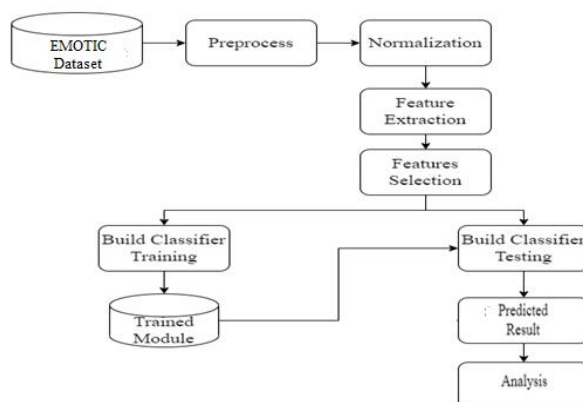 EMOTIC
Dataset
Preprocess
Normalization
Feature
Extraction
Features
Selection
Build Classifier
Training
Build Classifier
Testing
Trained
Module
Predicted
Result
Analysis